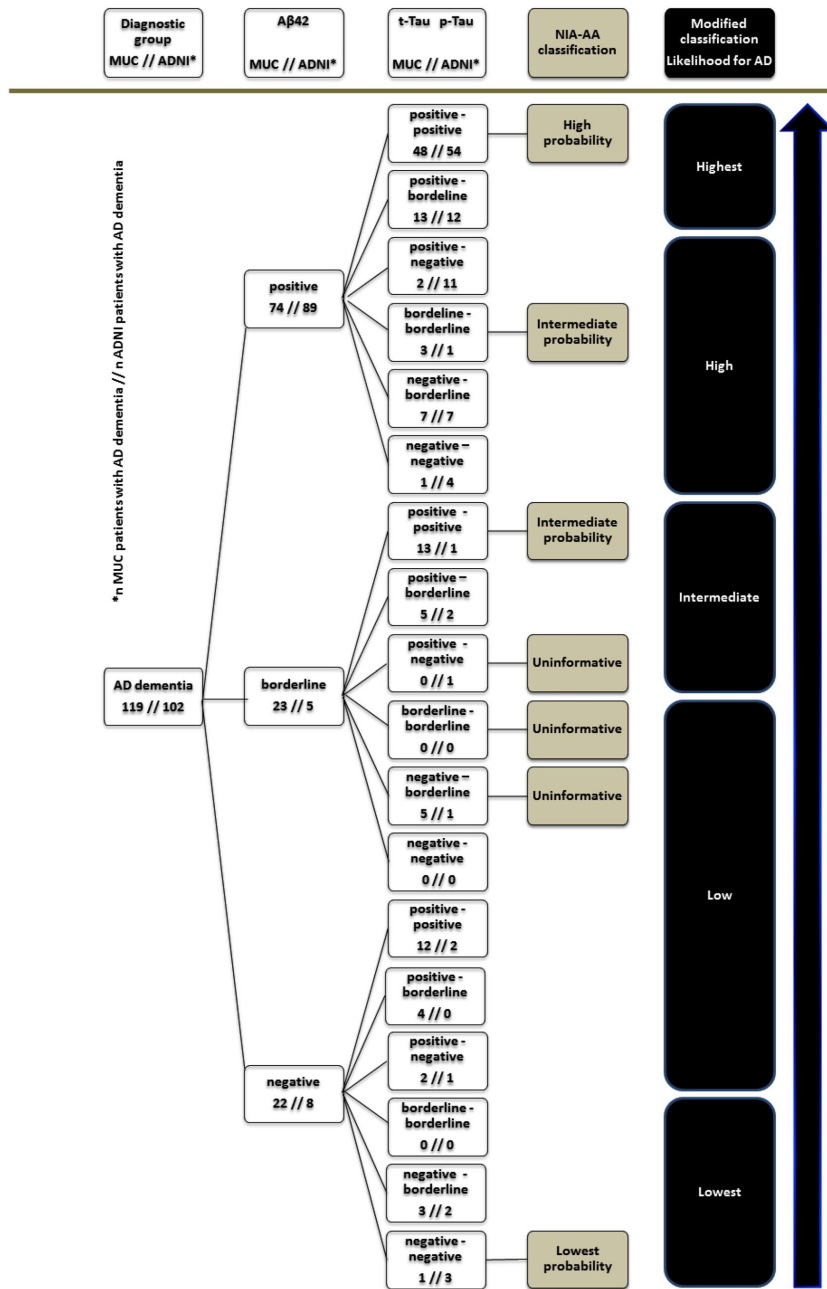 Diagnostic
group
MUC // ADNI*
Aβ42
MUC // ADNI*
t-Tau p-Tau
MUC // ADNI*
NIA-AA
classification
Modified
classification
Likelihood for AD
*n MUC patients with AD dementia // n ADNI patients with AD dementia
AD dementia
119 // 102
positive
74 // 89
positive -
positive
48 // 54
High
probability
Highest
positive -
bordeline
13 // 12
positive -
negative
2 // 11
High
bordeline -
borderline
3 // 1
Intermediate
probability
negative -
borderline
7 // 7
negative –
negative
1 // 4
borderline
23 // 5
positive -
positive
13 // 1
Intermediate
probability
Intermediate
positive –
borderline
5 // 2
positive -
negative
0 // 1
Uninformative
borderline -
borderline
0 // 0
Uninformative
Low
negative –
borderline
5 // 1
Uninformative
negative -
negative
0 // 0
negative
22 // 8
positive -
positive
12 // 2
positive -
borderline
4 // 0
positive -
negative
2 // 1
borderline -
borderline
0 // 0
Lowest
negative -
borderline
3 // 2
negative -
negative
1 // 3
Lowest
probability